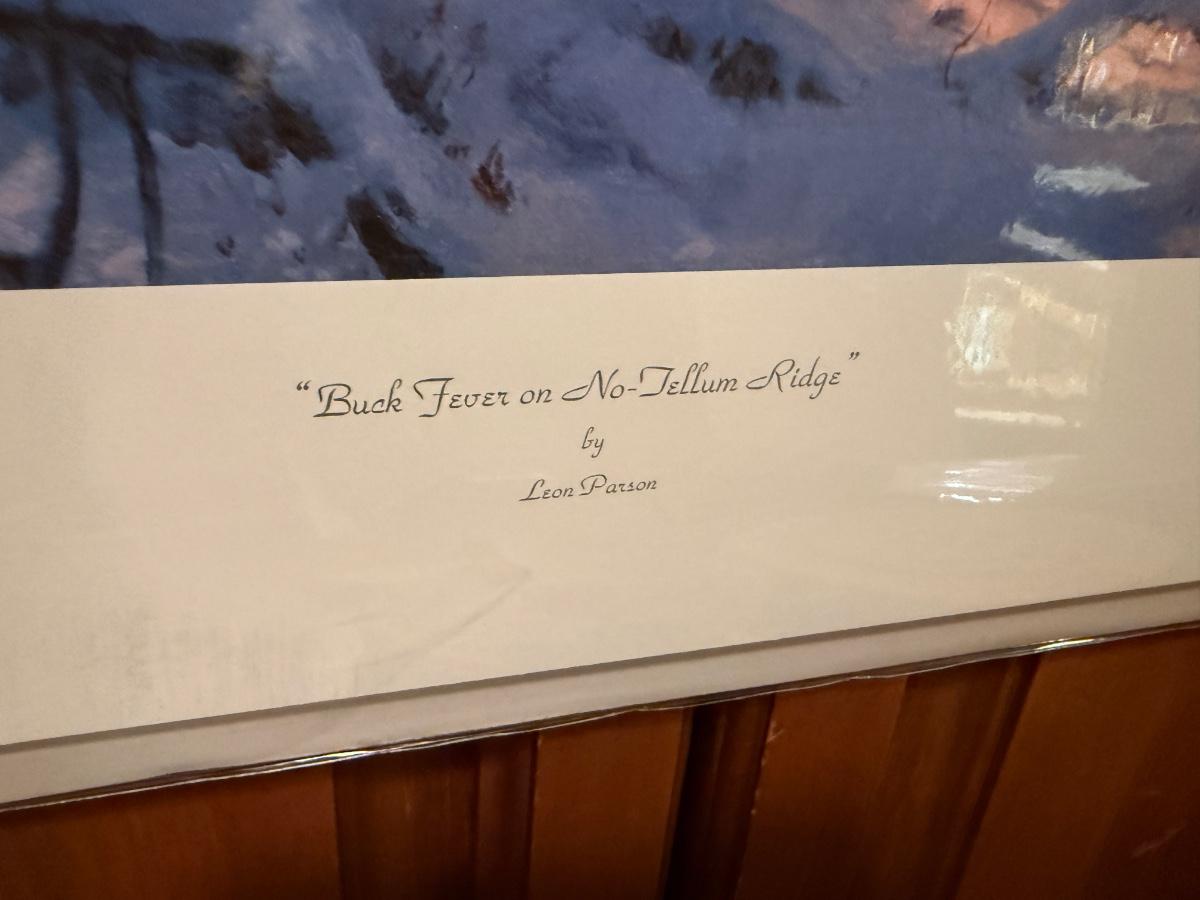 “Buck Fever on No-Tellum Ridge”
by
Leon Parson